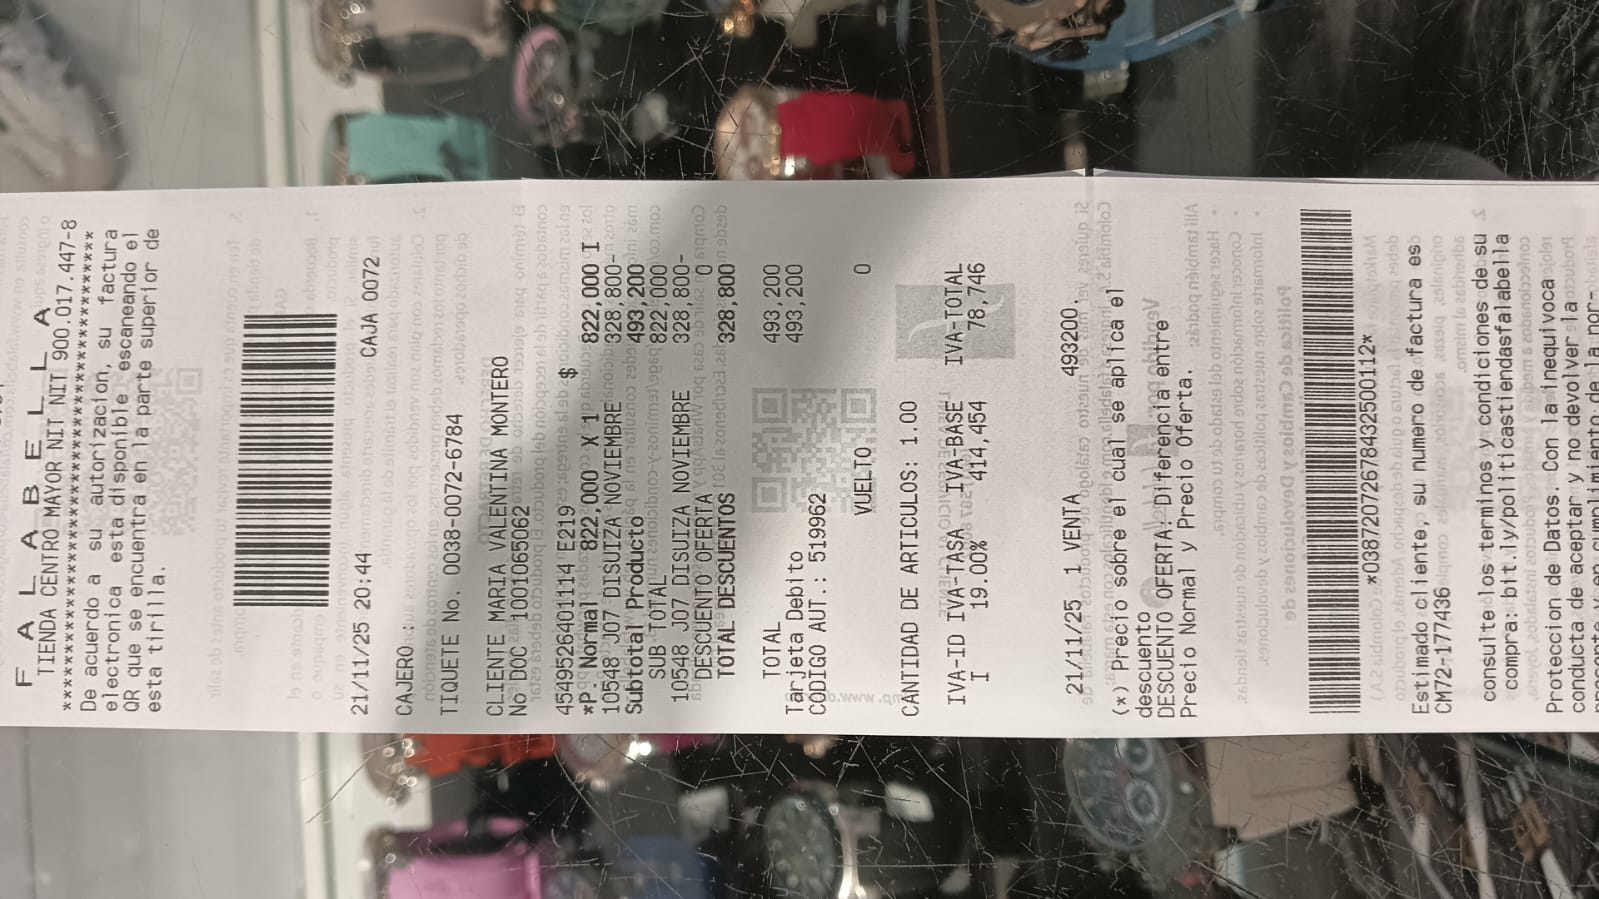 F A L A B E L L A
TIENDA CENTRO MAYOR NIT NIT 900.017.447-8
****************************************
De acuerdo a su autorizacion, su factura
electronica esta disponible escaneando el
QR que se encuentra en la parte superior de
esta tirilla.
21/11/25 20:44 CAJA 0072
CAJERO:
TIQUETE No. 0038-0072-6784
CLIENTE MARIA VALENTINA MONTERO
No DOC 1001065062
4549526401114 E219 $
*P. Normal 822,000 X 1 822,000 I
10548 J07 DISUIZA NOVIEMBRE 328,800-
Subtotal Producto 493,200
SUB TOTAL 822,000
10548 J07 DISUIZA NOVIEMBRE 328,800-
DESCUENTO OFERTA 0
TOTAL DESCUENTOS 328,800
TOTAL 493,200
Tarjeta Debito 493,200
CODIGO AUT.: 519962
VUELTO 0
CANTIDAD DE ARTICULOS: 1.00
IVA-ID IVA-TASA IVA-BASE IVA-TOTAL
I 19.00% 414,454 78,746
21/11/25 1 VENTA 493200.
(*) Precio sobre el cual se aplica el
descuento
DESCUENTO OFERTA: Diferencia entre
Precio Normal y Precio Oferta.
*03872072678432500112*
Estimado cliente, su numero de factura es
CM72-177436
consulte los terminos y condiciones de su
compra: bit.ly/politicastiendasfalabella
Proteccion de Datos. Con la inequivoca
conducta de aceptar y no devolver la
presente y en cumplimiento de la nor-